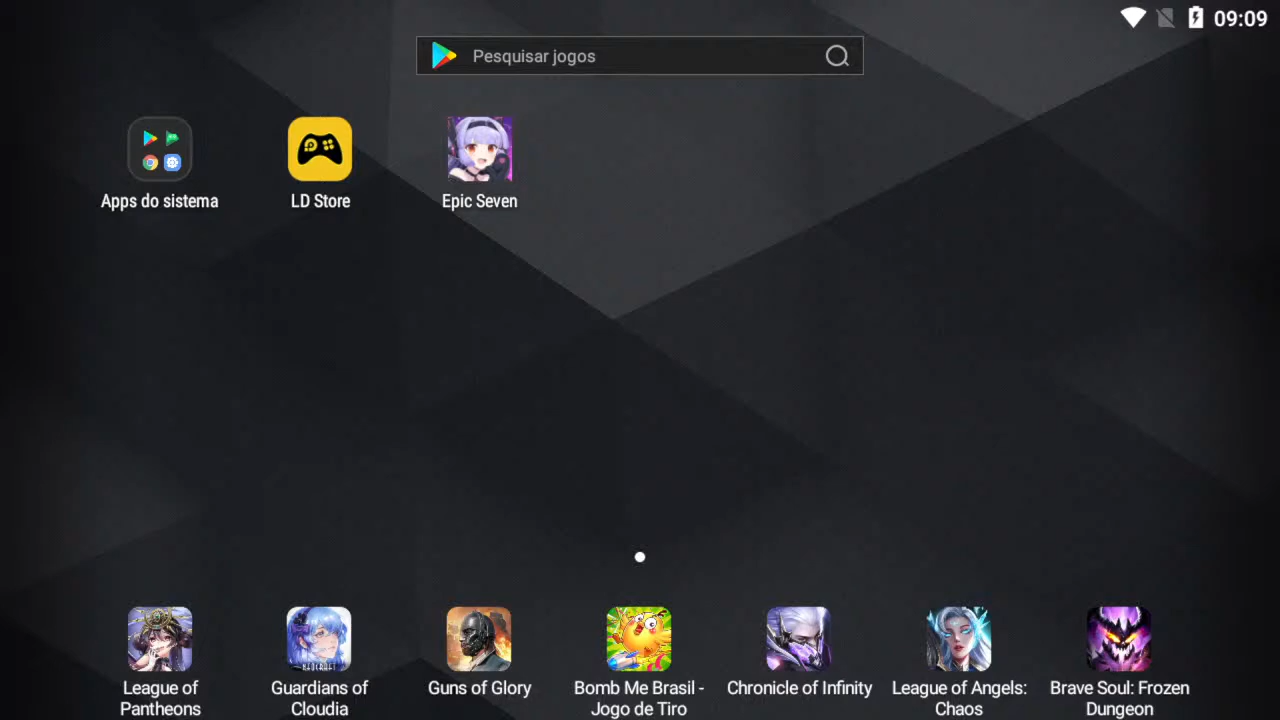 09:09
Pesquisar jogos
Apps do sistema
LD Store
Epic Seven
League of
Pantheons
Guardians of
Cloudia
Guns of Glory
Bomb Me Brasil -
Jogo de Tiro
Chronicle of Infinity
League of Angels:
Chaos
Brave Soul: Frozen
Dungeon
NEOCRAFT